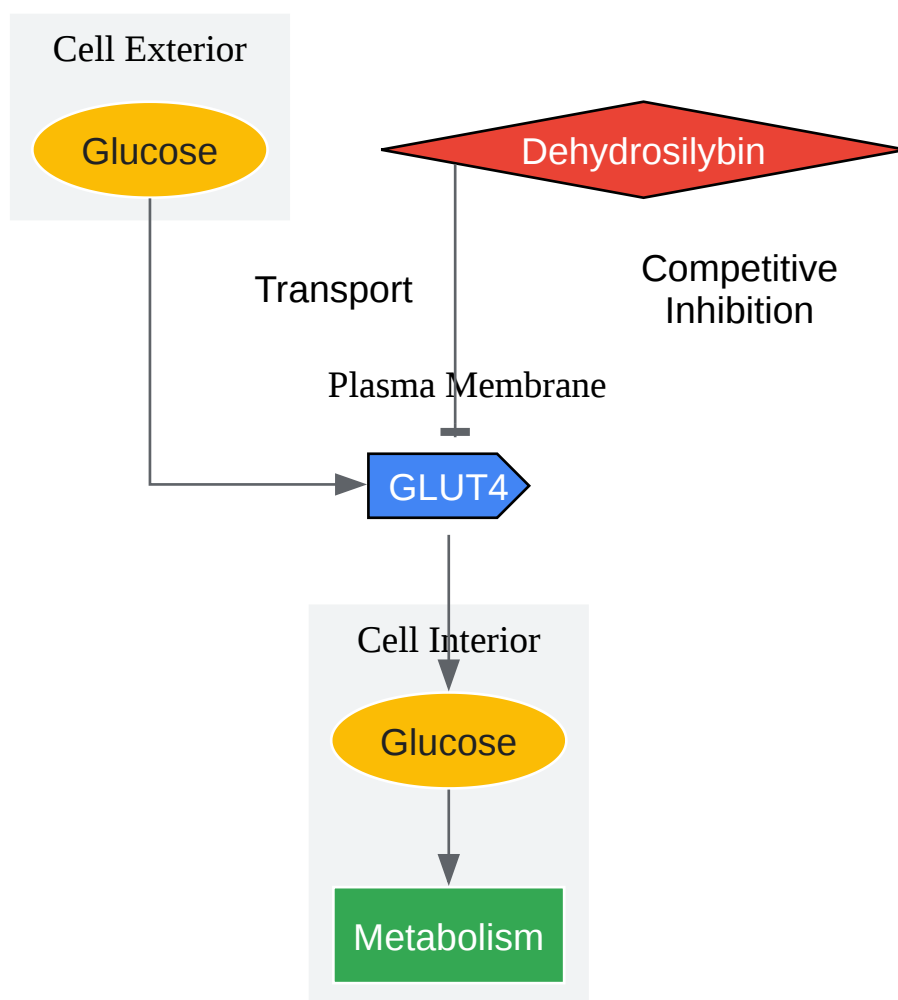 Cell Exterior
Glucose
Dehydrosilybin
Transport
Competitive
Inhibition
Plasma Membrane
GLUT4
Cell Interior
Glucose
Metabolism